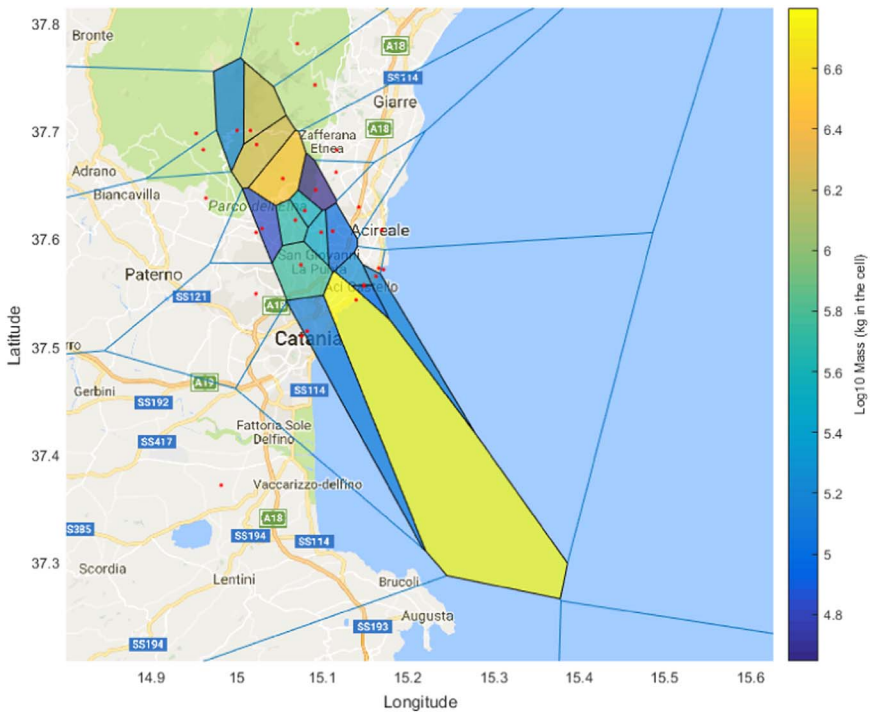 37.8
37.7
37.6
37.5
37.4
37.3
Latitude
Bronte
A18
SS114
Giarre
A18
Zafferana
Etnea
Adrano
Biancavilla
Parco dell'Etna
Acireale
San Giovanni
La Punta
Paterno
Aci Castello
SS121
A18
Catania
rro
A19
Gerbini
SS192
SS114
SS417
Fattoria Sole
Delfino
Vaccarizzo-delfino
A18
S385
SS194
SS114
Scordia
Lentini
Brucoli
Augusta
SS193
SS194
14.9
15
15.1
15.2
15.3
15.4
15.5
15.6
Longitude
6.6
6.4
6.2
6
5.8
5.6
5.4
5.2
5
4.8
Log10 Mass (kg in the cell)